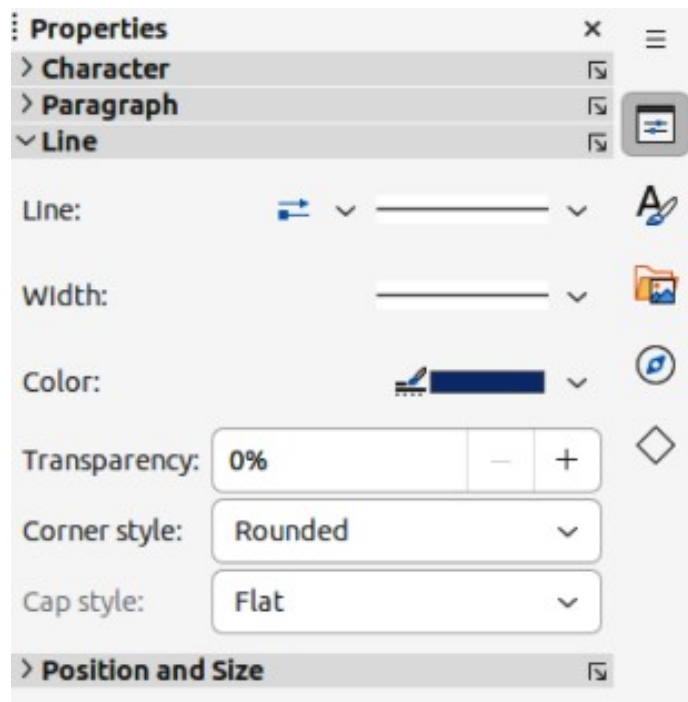 Properties
Character
Paragraph
Line
Line:
WIdth:
Color:
Transparency: 0%
Corner style: Rounded
Cap style: Flat
Position and Size